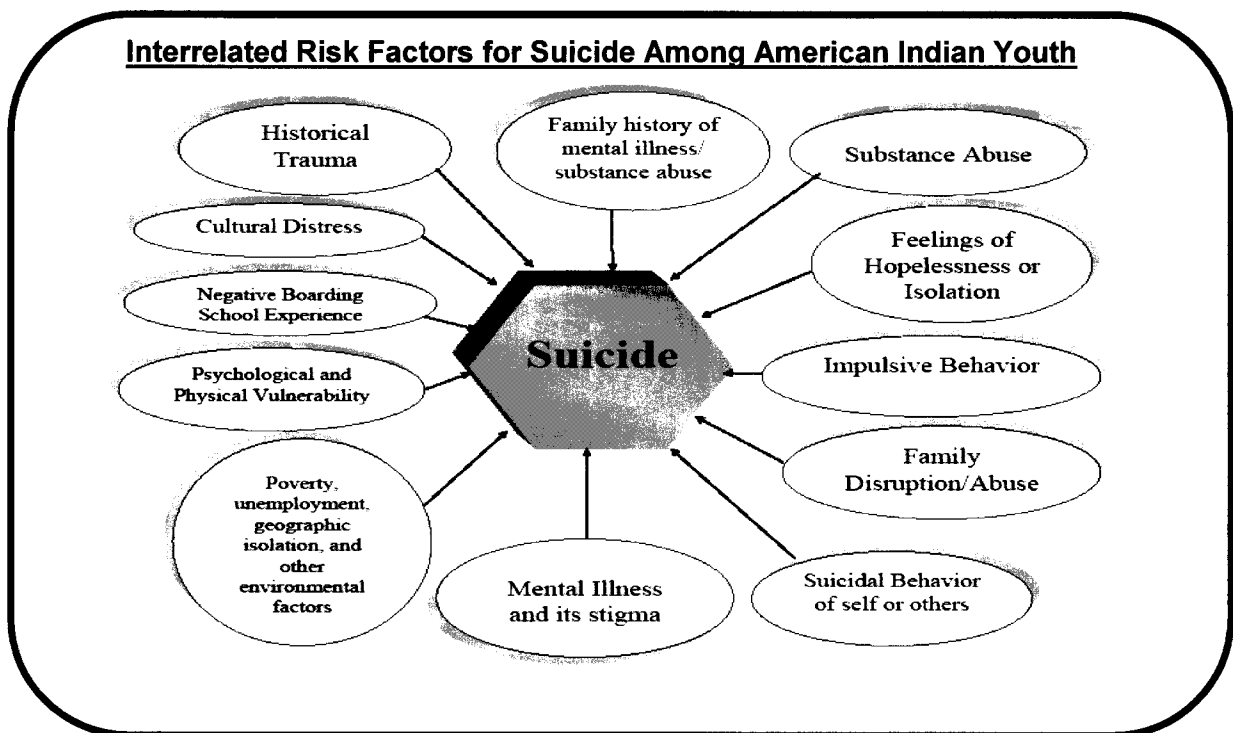 Interrelated Risk Factors for Suicide Among American Indian Youth
Historical
Trauma
Family history of
mental illness/
substance abuse
Substance Abuse
Cultural Distress
Feelings of
Hopelessness or
Isolation
Negative Boarding
School Experience
Suicide
Impulsive Behavior
Psychological and
Physical Vulnerability
Family
Disruption/Abuse
Poverty,
unemployment,
geographic
isolation, and
other
environmental
factors
Mental Illness
and its stigma
Suicidal Behavior
of self or others